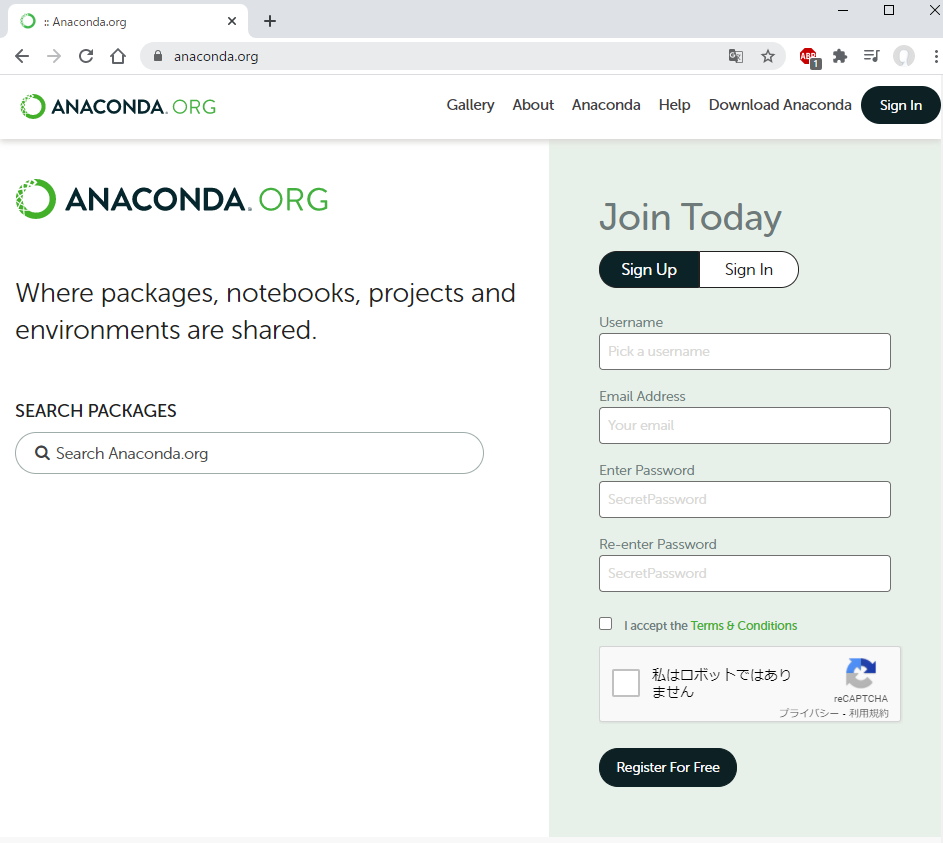 :: Anaconda.org
anaconda.org
ABP
1
ANACONDA.ORG
Gallery
About
Anaconda
Help
Download Anaconda
Sign In
ANACONDA.ORG
Where packages, notebooks, projects and
environments are shared.
SEARCH PACKAGES
Search Anaconda.org
Join Today
Sign Up
Sign In
Username
Pick a username
Email Address
Your email
Enter Password
SecretPassword
Re-enter Password
SecretPassword
I accept the Terms & Conditions
私はロボットではあり
ません
reCAPTCHA
プライバシー - 利用規約
Register For Free